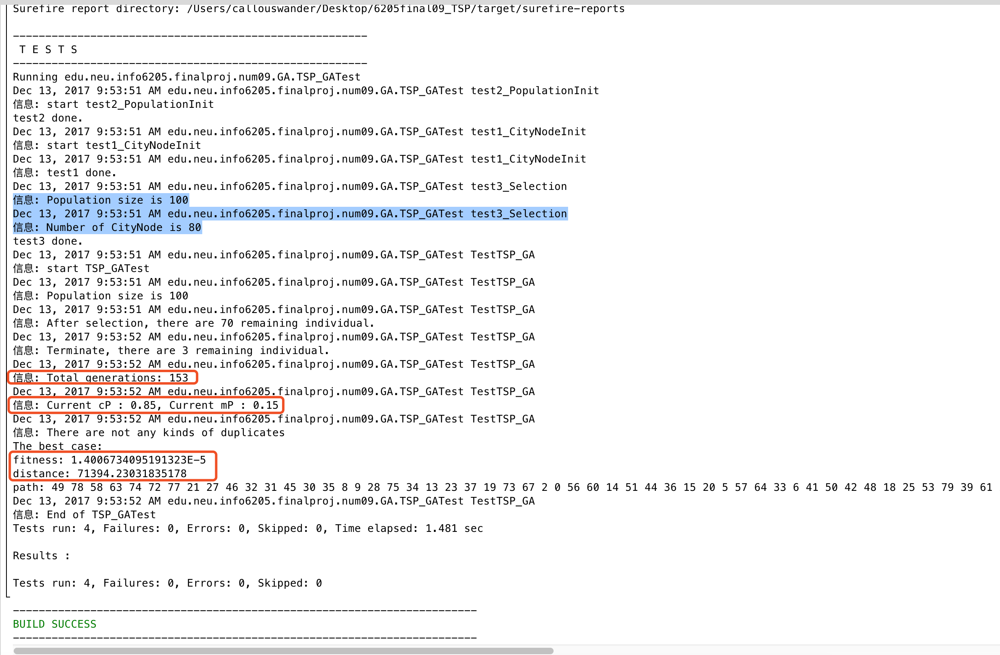 Surefire report directory: /Users/callouswander/Desktop/6205final09_TSP/target/surefire-reports
-------------------------------------------------------
 T E S T S
-------------------------------------------------------
Running edu.neu.info6205.finalproj.num09.GA.TSP_GATest
Dec 13, 2017 9:53:51 AM edu.neu.info6205.finalproj.num09.GA.TSP_GATest test2_PopulationInit
信息: start test2_PopulationInit
test2 done.
Dec 13, 2017 9:53:51 AM edu.neu.info6205.finalproj.num09.GA.TSP_GATest test1_CityNodeInit
信息: start test1_CityNodeInit
Dec 13, 2017 9:53:51 AM edu.neu.info6205.finalproj.num09.GA.TSP_GATest test1_CityNodeInit
信息: test1 done.
Dec 13, 2017 9:53:51 AM edu.neu.info6205.finalproj.num09.GA.TSP_GATest test3_Selection
信息: Population size is 100
Dec 13, 2017 9:53:51 AM edu.neu.info6205.finalproj.num09.GA.TSP_GATest test3_Selection
信息: Number of CityNode is 80
test3 done.
Dec 13, 2017 9:53:51 AM edu.neu.info6205.finalproj.num09.GA.TSP_GATest TestTSP_GA
信息: start TSP_GATest
Dec 13, 2017 9:53:51 AM edu.neu.info6205.finalproj.num09.GA.TSP_GATest TestTSP_GA
信息: Population size is 100
Dec 13, 2017 9:53:51 AM edu.neu.info6205.finalproj.num09.GA.TSP_GATest TestTSP_GA
信息: After selection, there are 70 remaining individual.
Dec 13, 2017 9:53:52 AM edu.neu.info6205.finalproj.num09.GA.TSP_GATest TestTSP_GA
信息: Terminate, there are 3 remaining individual.
Dec 13, 2017 9:53:52 AM edu.neu.info6205.finalproj.num09.GA.TSP_GATest TestTSP_GA
信息: Total generations: 153
Dec 13, 2017 9:53:52 AM edu.neu.info6205.finalproj.num09.GA.TSP_GATest TestTSP_GA
信息: Current cP : 0.85, Current mP : 0.15
Dec 13, 2017 9:53:52 AM edu.neu.info6205.finalproj.num09.GA.TSP_GATest TestTSP_GA
信息: There are not any kinds of duplicates
The best case:
fitness: 1.4006734095191323E-5
distance: 71394.23031835178
path: 49 78 58 63 74 72 77 21 27 46 32 31 45 30 35 8 9 28 75 34 13 23 37 19 73 67 2 0 56 60 14 51 44 36 15 20 5 57 64 33 6 41 50 42 48 18 25 53 79 39 61
Dec 13, 2017 9:53:52 AM edu.neu.info6205.finalproj.num09.GA.TSP_GATest TestTSP_GA
信息: End of TSP_GATest
Tests run: 4, Failures: 0, Errors: 0, Skipped: 0, Time elapsed: 1.481 sec
Results :
Tests run: 4, Failures: 0, Errors: 0, Skipped: 0
------------------------------------------------------------------------
BUILD SUCCESS
------------------------------------------------------------------------